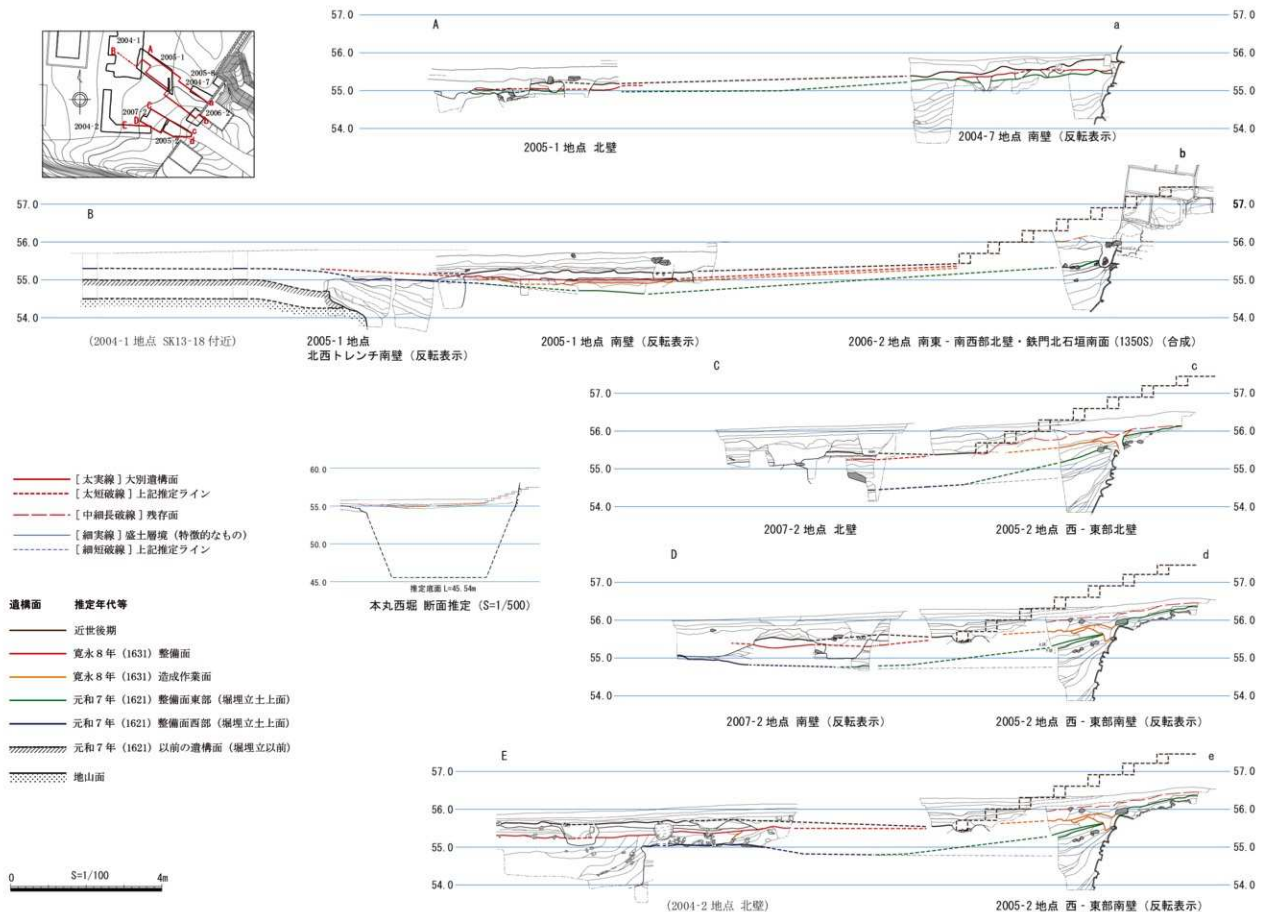 57.0
A
a
57.0
56.0
56.0
55.0
55.0
54.0
54.0
2005-1 地点 北壁
2004-7 地点 南壁（反転表示）
2004-1
B
A
2005-1
2004-7
2007-2
C
D
E
2004-2
2005-2
2006-2
a
b
c
d
57.0
B
b
57.0
56.0
56.0
55.0
55.0
54.0
54.0
(2004-1 地点 SK13-18 付近)
2005-1 地点
北西トレンチ南壁（反転表示）
2005-1 地点 南壁（反転表示）
2006-2 地点 南東 - 南西部北壁・鉄門北石垣南面 (1350S)（合成）
C
c
57.0
57.0
56.0
56.0
55.0
55.0
54.0
54.0
2007-2 地点 北壁
2005-2 地点 西 - 東部北壁
[ 太実線 ] 大別遺構面
[ 太短破線 ] 上記推定ライン
[ 中細長破線 ] 残存面
[ 細実線 ] 盛土層境（特徴的なもの）
[ 細短破線 ] 上記推定ライン
60.0
55.0
50.0
45.0
推定底面 L=45.54m
本丸西堀 断面推定（S=1/500）
D
d
57.0
57.0
56.0
56.0
55.0
55.0
54.0
54.0
2007-2 地点 南壁（反転表示）
2005-2 地点 西 - 東部南壁（反転表示）
遺構面 推定年代等
近世後期
寛永８年（1631）整備面
寛永８年（1631）造成作業面
元和７年（1621）整備面東部（堀埋立土上面）
元和７年（1621）整備面西部（堀埋立土上面）
元和７年（1621）以前の遺構面（堀埋立以前）
地山面
E
e
57.0
57.0
56.0
56.0
55.0
55.0
54.0
54.0
(2004-2 地点 北壁)
2005-2 地点 西 - 東部南壁（反転表示）
0 S=1/100 4m